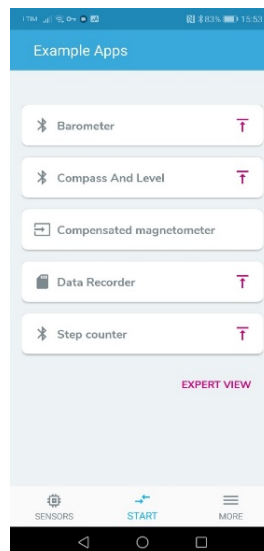 I TIM 83% 15:53
Example Apps
Barometer
Compass And Level
Compensated magnetometer
Data Recorder
Step counter
EXPERT VIEW
SENSORS START MORE